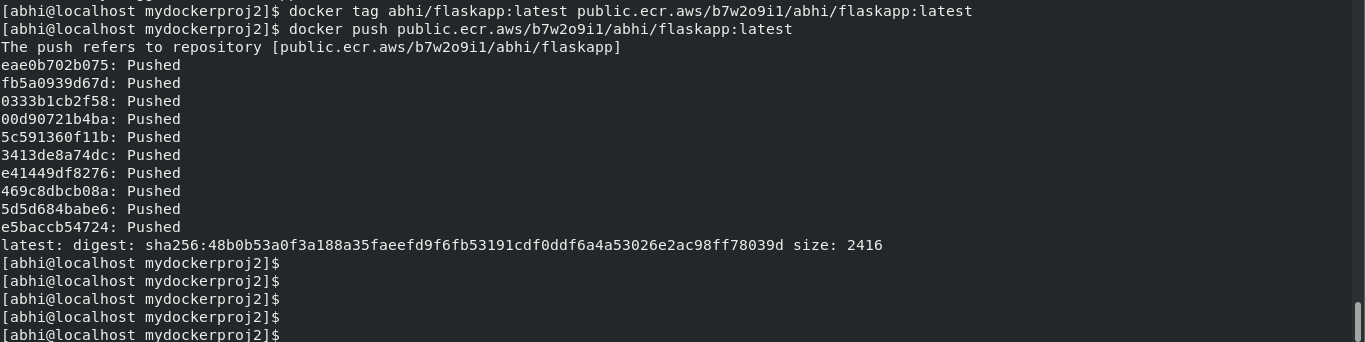 [abhi@localhost mydockerproj2]$ docker tag abhi/flaskapp:latest public.ecr.aws/b7w2o9i1/abhi/flaskapp:latest
[abhi@localhost mydockerproj2]$ docker push public.ecr.aws/b7w2o9i1/abhi/flaskapp:latest
The push refers to repository [public.ecr.aws/b7w2o9i1/abhi/flaskapp]
eae0b702b075: Pushed
fb5a0939d67d: Pushed
0333b1cb2f58: Pushed
00d90721b4ba: Pushed
5c591360f11b: Pushed
3413de8a74dc: Pushed
e41449df8276: Pushed
469c8dbcb08a: Pushed
5d5d684babe6: Pushed
e5baccb54724: Pushed
latest: digest: sha256:48b0b53a0f3a188a35faeefd9f6fb53191cdf0ddf6a4a53026e2ac98ff78039d size: 2416
[abhi@localhost mydockerproj2]$
[abhi@localhost mydockerproj2]$
[abhi@localhost mydockerproj2]$
[abhi@localhost mydockerproj2]$
[abhi@localhost mydockerproj2]$